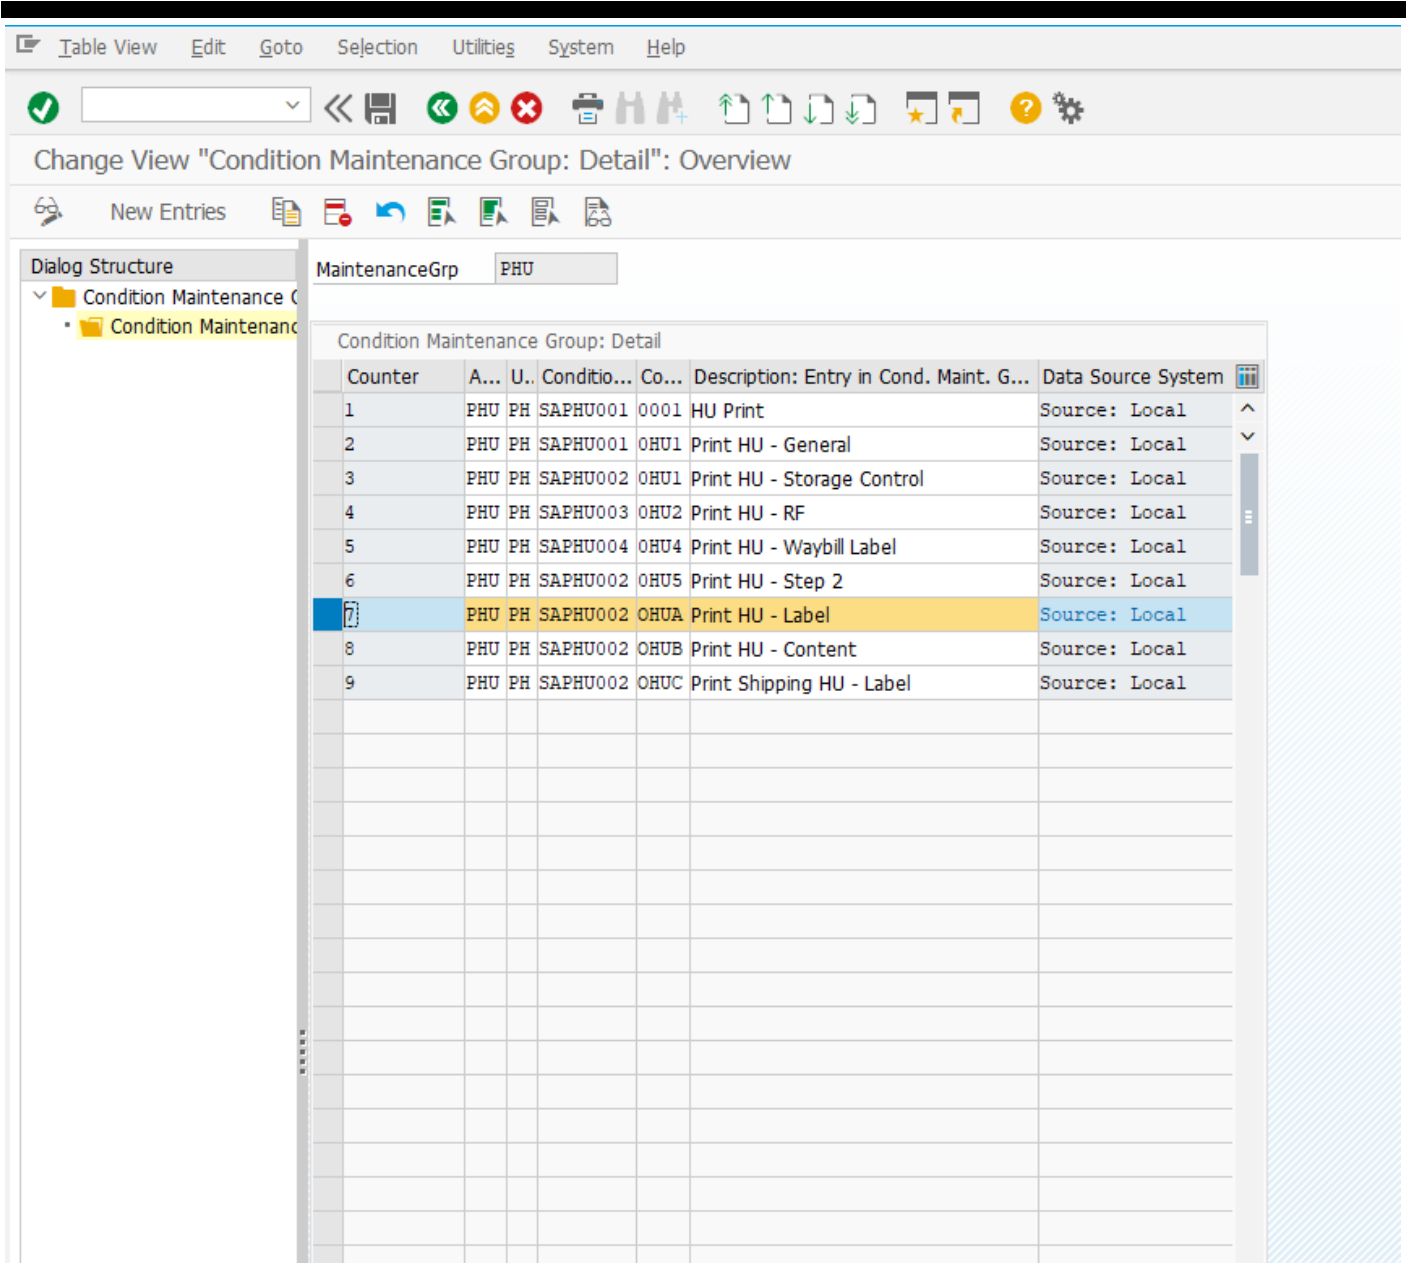 Table View Edit Goto Selection Utilities System Help
Change View "Condition Maintenance Group: Detail": Overview
New Entries
Dialog Structure
Condition Maintenance
Condition Maintenanc
MaintenanceGrp PHU
Condition Maintenance Group: Detail
Counter A... U.. Conditio... Co... Description: Entry in Cond. Maint. G... Data Source System
1 PHU PH SAPHU001 0001 HU Print Source: Local
2 PHU PH SAPHU001 0HU1 Print HU - General Source: Local
3 PHU PH SAPHU002 0HU1 Print HU - Storage Control Source: Local
4 PHU PH SAPHU003 0HU2 Print HU - RF Source: Local
5 PHU PH SAPHU004 0HU4 Print HU - Waybill Label Source: Local
6 PHU PH SAPHU002 0HU5 Print HU - Step 2 Source: Local
7 PHU PH SAPHU002 OHUA Print HU - Label Source: Local
8 PHU PH SAPHU002 OHUB Print HU - Content Source: Local
9 PHU PH SAPHU002 OHUC Print Shipping HU - Label Source: Local